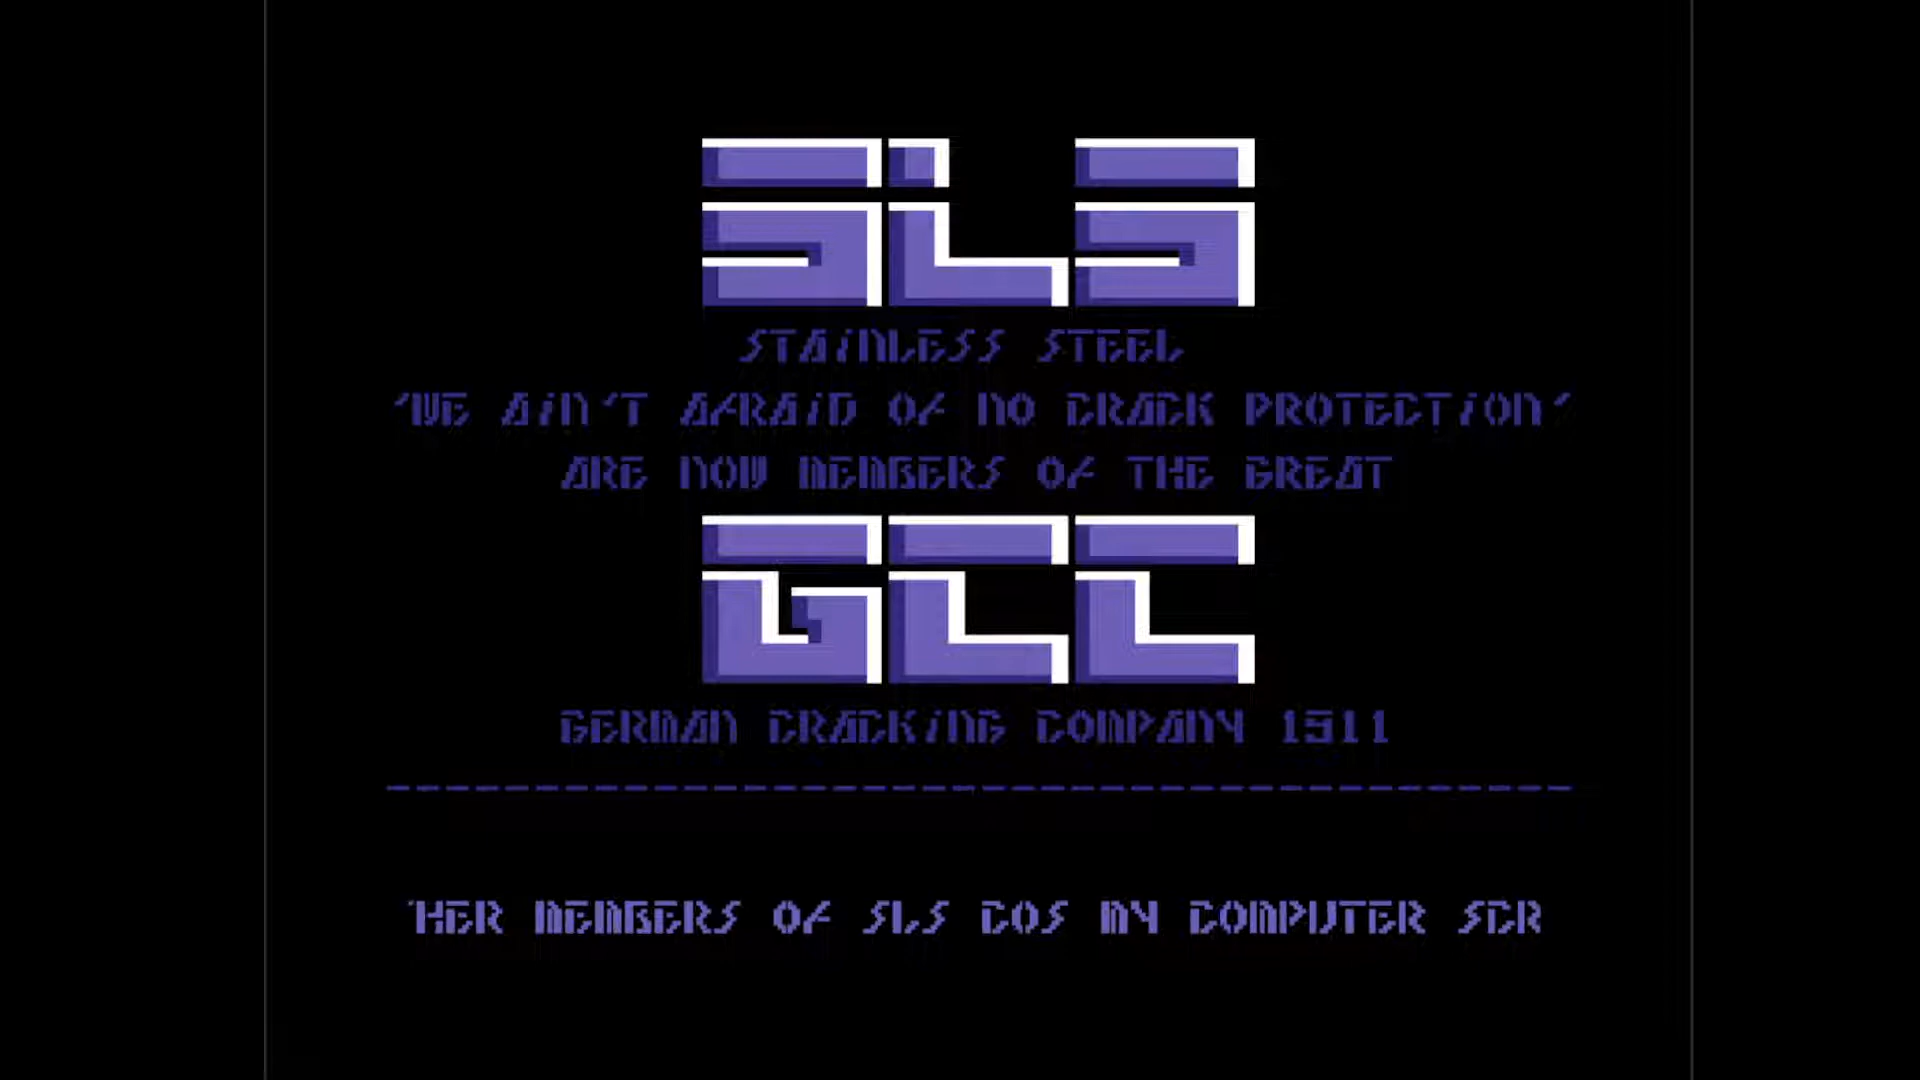 SLS
STAINLESS STEEL
'WE AIN'T AFRAID OF NO CRACK PROTECTION'
ARE NOW MEMBERS OF THE GREAT
GCC
GERMAN CRACKING COMPANY 1911
----------------------------------------
HER MEMBERS OF SLS COS MY COMPUTER SCR